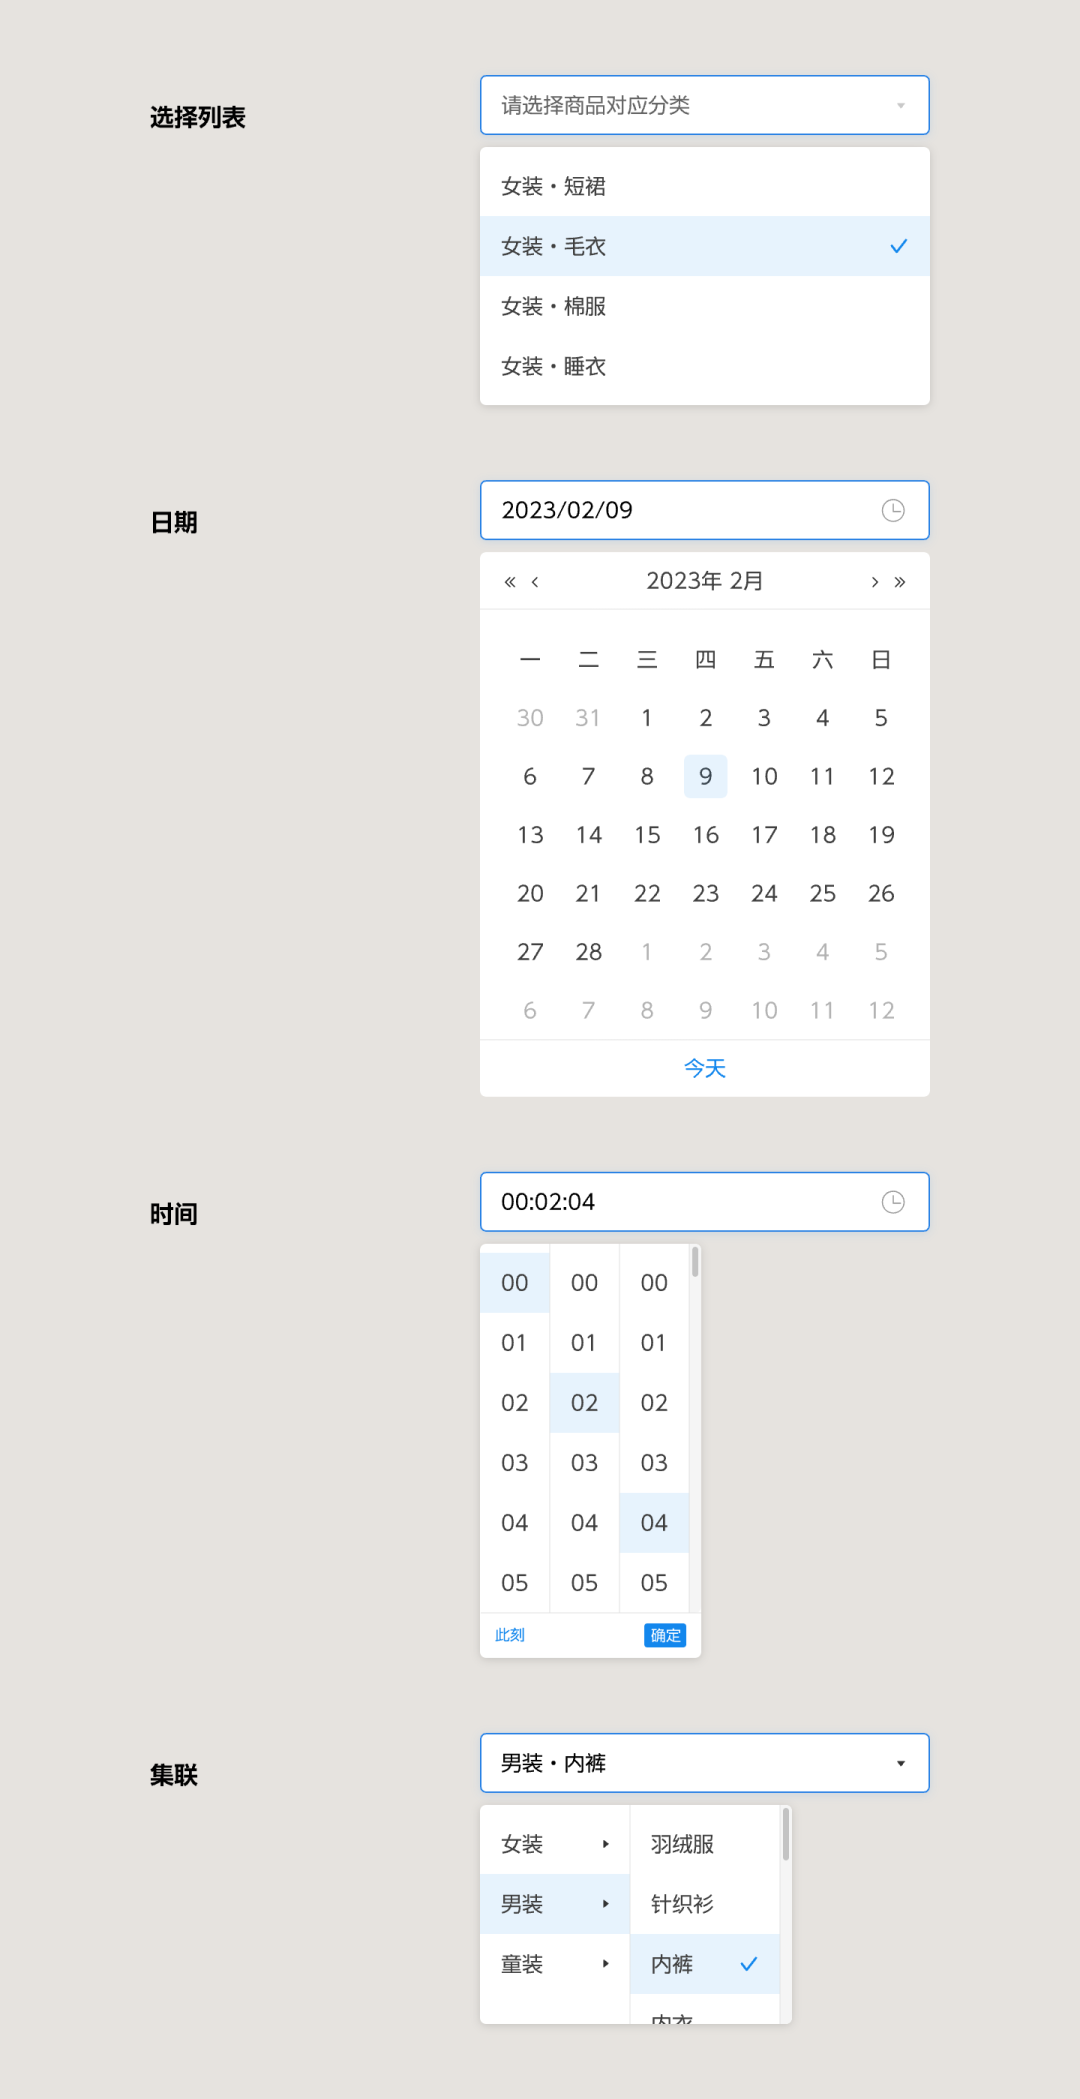 选择列表
请选择商品对应分类
女装·短裙
女装·毛衣
女装·棉服
女装·睡衣
日期
2023/02/09
« ‹ 2023年 2月 › »
一 二 三 四 五 六 日
30 31 1 2 3 4 5
6 7 8 9 10 11 12
13 14 15 16 17 18 19
20 21 22 23 24 25 26
27 28 1 2 3 4 5
6 7 8 9 10 11 12
今天
时间
00:02:04
00 00 00
01 01 01
02 02 02
03 03 03
04 04 04
05 05 05
此刻 确定
集联
男装·内裤
女装 羽绒服
男装 针织衫
童装 内裤
内衣